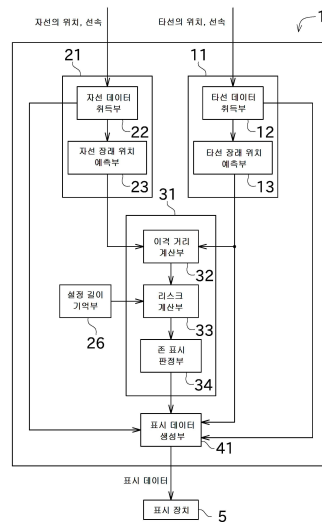 자선의 위치, 선속
타선의 위치, 선속
1
21
11
자선 데이터
취득부
22
타선 데이터
취득부
12
자선 장래 위치
예측부
23
타선 장래 위치
예측부
13
31
이격 거리
계산부
32
설정 길이
기억부
26
리스크
계산부
33
존 표시
판정부
34
표시 데이터
생성부
41
표시 데이터
표시 장치
5